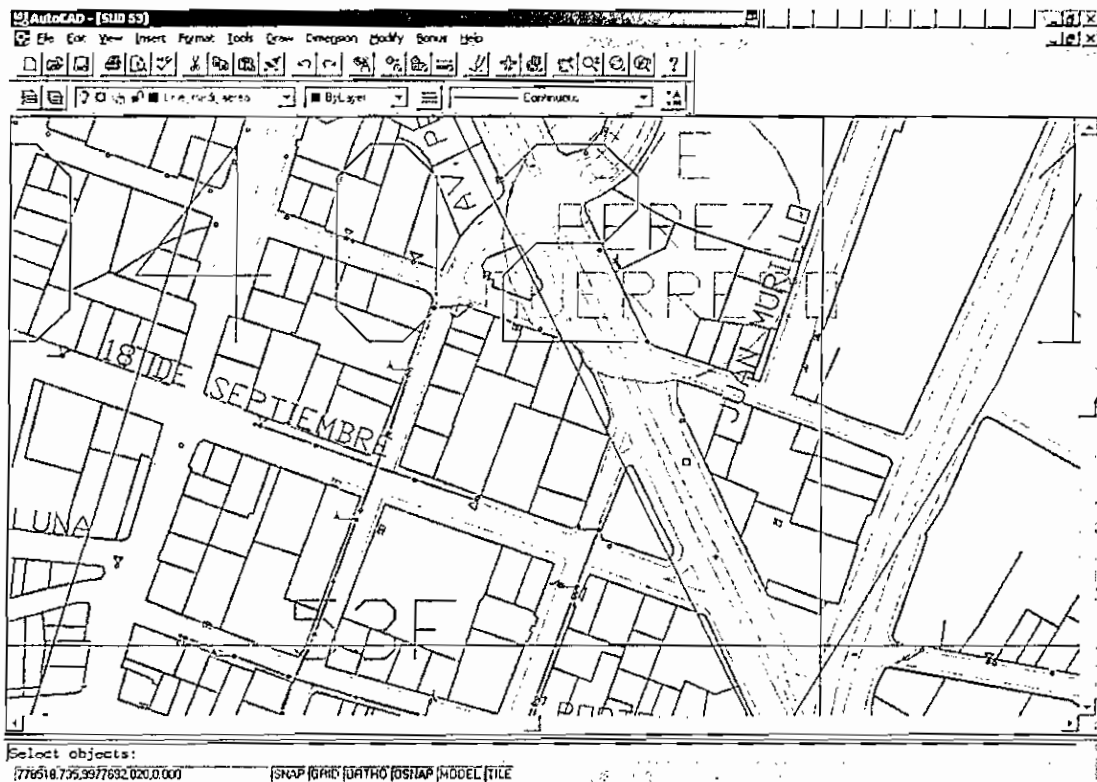 AutoCAD - [SUD 53]
File Edit View Insert Format Tools Draw Dimension Modify Bonus Help
ByLayer
Continuous
AV PE
E
PEREZ
GUERRERO
JUAN MURILLO
18 DE SEPTIEMBRE
LUNA
Select objects:
SNAP GRID ORTHO OSNAP MODEL TILE